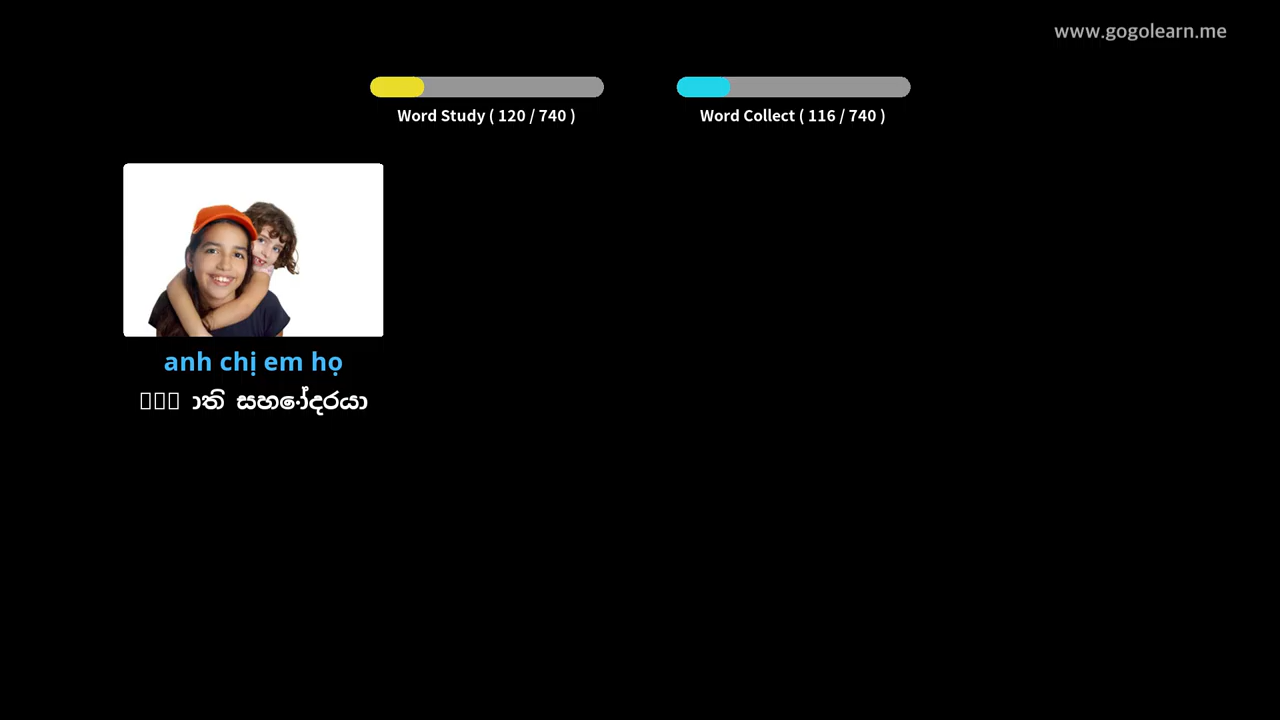 www.gogolearn.me
Word Study ( 120 / 740 )
Word Collect ( 116 / 740 )
anh chị em họ
සහෝදරයා